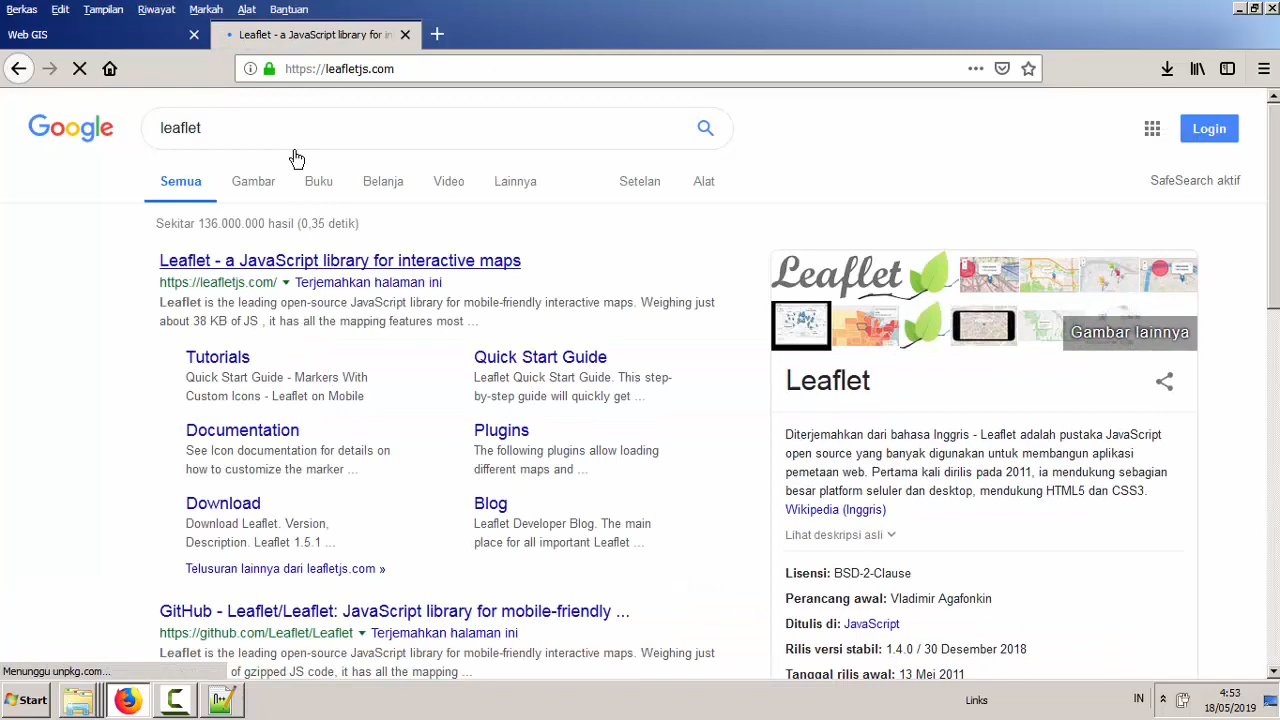 Berkas Edit Tampilan Riwayat Markah Alat Bantuan
Web GIS
Leaflet - a JavaScript library for in
https://leafletjs.com
Google
leaflet
Login
Semua Gambar Buku Belanja Video Lainnya Setelan Alat
SafeSearch aktif
Sekitar 136.000.000 hasil (0,35 detik)
Leaflet - a JavaScript library for interactive maps
https://leafletjs.com/ Terjemahkan halaman ini
Leaflet is the leading open-source JavaScript library for mobile-friendly interactive maps. Weighing just
about 38 KB of JS , it has all the mapping features most ...
Tutorials
Quick Start Guide - Markers With
Custom Icons - Leaflet on Mobile
Quick Start Guide
Leaflet Quick Start Guide. This step-
by-step guide will quickly get ...
Documentation
See Icon documentation for details on
how to customize the marker ...
Plugins
The following plugins allow loading
different maps and ...
Download
Download Leaflet. Version,
Description. Leaflet 1.5.1 ...
Blog
Leaflet Developer Blog. The main
place for all important Leaflet ...
Telusuran lainnya dari leafletjs.com »
GitHub - Leaflet/Leaflet: JavaScript library for mobile-friendly ...
https://github.com/Leaflet/Leaflet Terjemahkan halaman ini
Leaflet is the leading open-source JavaScript library for mobile-friendly interactive maps. Weighing just
of gzipped JS code, it has all the mapping ...
Leaflet
Gambar lainnya
Leaflet
Diterjemahkan dari bahasa Inggris - Leaflet adalah pustaka JavaScript
open source yang banyak digunakan untuk membangun aplikasi
pemetaan web. Pertama kali dirilis pada 2011, ia mendukung sebagian
besar platform seluler dan desktop, mendukung HTML5 dan CSS3.
Wikipedia (Inggris)
Lihat deskripsi asli
Lisensi: BSD-2-Clause
Perancang awal: Vladimir Agafonkin
Ditulis di: JavaScript
Rilis versi stabil: 1.4.0 / 30 Desember 2018
Tanggal rilis awal: 13 Mei 2011
Menunggu unpkg.com...
Start
Links
IN
4:53
18/05/2019